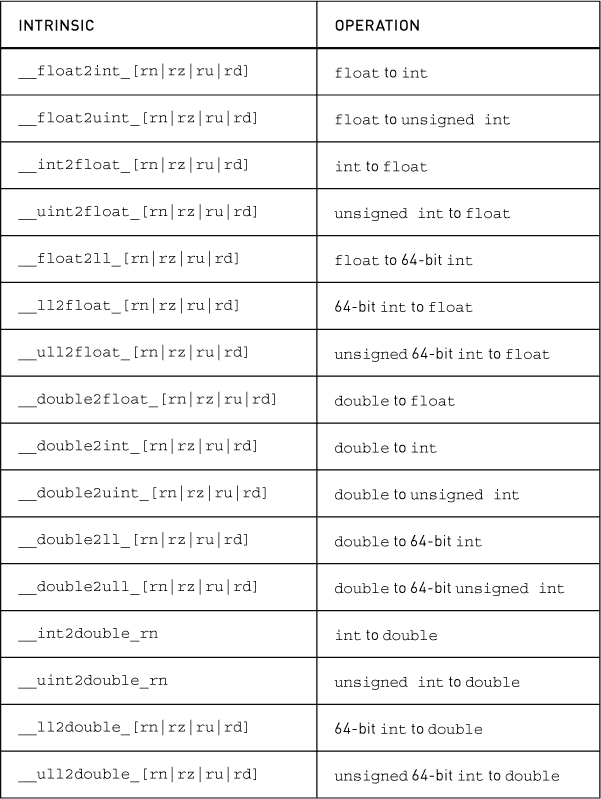 INTRINSIC OPERATION
__float2int_[rn|rz|ru|rd] float to int
__float2uint_[rn|rz|ru|rd] float to unsigned int
__int2float_[rn|rz|ru|rd] int to float
__uint2float_[rn|rz|ru|rd] unsigned int to float
__float2ll_[rn|rz|ru|rd] float to 64-bit int
__ll2float_[rn|rz|ru|rd] 64-bit int to float
__ull2float_[rn|rz|ru|rd] unsigned 64-bit int to float
__double2float_[rn|rz|ru|rd] double to float
__double2int_[rn|rz|ru|rd] double to int
__double2uint_[rn|rz|ru|rd] double to unsigned int
__double2ll_[rn|rz|ru|rd] double to 64-bit int
__double2ull_[rn|rz|ru|rd] double to 64-bit unsigned int
__int2double_rn int to double
__uint2double_rn unsigned int to double
__ll2double_[rn|rz|ru|rd] 64-bit int to double
__ull2double_[rn|rz|ru|rd] unsigned 64-bit int to double